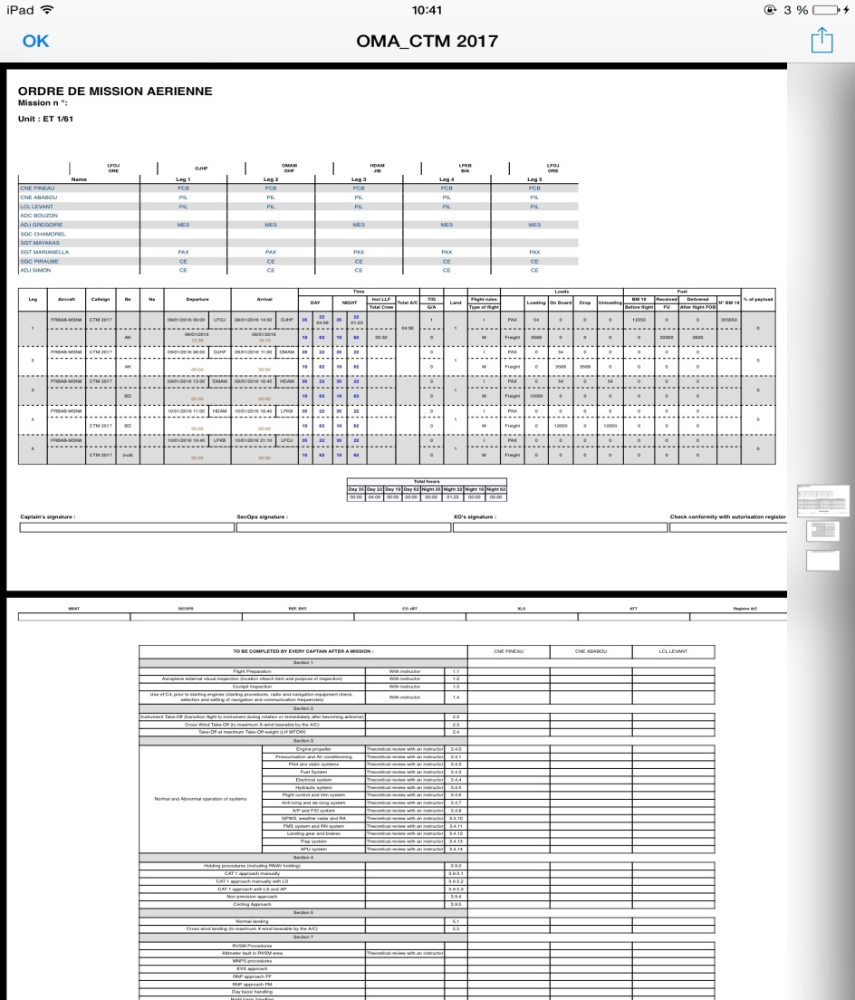 iPad
10:41
3 %
OK
OMA_CTM 2017
ORDRE DE MISSION AERIENNE
Mission n °:
Unit : ET 1/61
LFOJ ORE OJHF OMAM DHF HDAM JIB LFKB BIA LFOJ ORE
Name Leg 1 Leg 2 Leg 3 Leg 4 Leg 5
CNE PINEAU PCB PCB PCB PCB PCB
CNE ABABOU PIL PIL PIL PIL PIL
LCL LEVANT PIL PIL PIL PIL PIL
ADC BOUZON
ADJ GREGOIRE MES MES MES MES MES
SGC CHAMOREL
SGT MAYAKAS
SGT MARIANELLA PAX PAX PAX PAX PAX
SGC PIRAUBE CE CE CE CE CE
ADJ SIMON CE CE CE CE CE
Time Loads Fuel
Leg Aircraft Callsign Be Na Departure Arrival DAY NIGHT Incl LLF Total A/C T/G Land Flight rules Loading On Board Drop Unloading BM 19 Received Delivered N° BM 19 % of payload
Total Crew G/A Type of flight Before flight FU After flight FOB
1 FRBAB-MSN8 CTM 2017 08/01/2016 09:00 LFOJ 08/01/2016 14:50 OJHF 35 22 04:09 35 22 01:23 04:36 1 1 I PAX 54 0 0 0 12350 0 0 355659 0
AK 08/01/2016 12:38 08/01/2016 18:10 10 62 10 62 05:32 0 M Freight 3568 0 0 0 0 33300 3600
2 FRBAB-MSN8 CTM 2017 09/01/2016 08:00 OJHF 09/01/2016 11:00 OMAM 35 22 35 22 0 1 I PAX 0 54 0 0 0 0 0 0
AK 00:00 00:00 10 62 10 62 0 M Freight 0 3568 3568 0 0 0 0
3 FRBAB-MSN8 CTM 2017 09/01/2016 13:00 OMAM 09/01/2016 16:45 HDAM 35 22 35 22 0 1 I PAX 0 54 0 54 0 0 0 0
BD 00:00 00:00 10 62 10 62 0 M Freight 12000 0 0 0 0 0 0
4 FRBAB-MSN8 10/01/2016 11:00 HDAM 10/01/2016 18:40 LFKB 35 22 35 22 0 1 I PAX 0 0 0 0 0 0 0 0
CTM 2017 BD 00:00 00:00 10 62 10 62 0 M Freight 0 12000 0 12000 0 0 0
5 FRBAB-MSN8 10/01/2016 19:40 LFKB 10/01/2016 21:10 LFOJ 35 22 35 22 0 1 I PAX 0 0 0 0 0 0 0 0
CTM 2017 (null) 00:00 00:00 10 62 10 62 0 M Freight 0 0 0 0 0 0 0
Total hours
Day 35 Day 22 Day 10 Day 62 Night 35 Night 22 Night 10 Night 62
00:00 04:09 00:00 00:00 00:00 01:23 00:00 00:00
Captain's signature : SecOps signature : XO's signature : Check conformity with autorisation register
MEAT SICOPS REF. ENT. CO +BT XLS ATT Registre A/C
TO BE COMPLETED BY EVERY CAPTAIN AFTER A MISSION : CNE PINEAU CNE ABABOU LCL LEVANT
Section 1
Flight Preparation With instructor 1.1
Aeroplane external visual inspection (location ofeach item and purpose of inspection) With instructor 1.2
Cockpit Inspection With instructor 1.3
Use of C/L prior to starting engines (starting procedures, radio and navigation equipment check, selection and setting of navigation and communication frequencies) With instructor 1.4
Section 2
Instrument Take-Off (transition flight to instrument during rotation or immediately after becoming airborne) 2.2
Cross Wind Take-Off (to maximum X-wind bearable by the A/C) 2.3
Take-Off at maximum Take-Off weight (LH MTOW) 2.4
Section 3
Normal and Abnormal operation of systems
Engine propeller Theoretical review with an instructor 3.4.0
Pressurisation and Air conditionning Theoretical review with an instructor 3.4.1
Pitot ans static systems Theoretical review with an instructor 3.4.2
Fuel System Theoretical review with an instructor 3.4.3
Electrical system Theoretical review with an instructor 3.4.4
Hydraulic system Theoretical review with an instructor 3.4.5
Flight control and trim system Theoretical review with an instructor 3.4.6
Anti-icing and de-icing system Theoretical review with an instructor 3.4.7
A/P and F/D system Theoretical review with an instructor 3.4.8
GPWS, weather radar and RA Theoretical review with an instructor 3.4.10
FMS system and RN system Theoretical review with an instructor 3.4.11
Landing gear and brakes Theoretical review with an instructor 3.4.12
Flap system Theoretical review with an instructor 3.4.13
APU system Theoretical review with an instructor 3.4.14
Section 4
Holding procedures (including RNAV holding) 3.9.2
CAT 1 approach manually 3.9.3.1
CAT 1 approach manually with LS 3.9.3.2
CAT 1 approach with LS and AP 3.9.3.3
Non precision approach 3.9.4
Circling Approach 3.9.5
Section 5
Normal landing 5.1
Cross wind landing (to maximum X-wind bearable by the A/C) 5.3
Section 7
RVSM Procedures
Altimeter fault in RVSM area Theoretical review with an instructor
MNPS procedures
EVS approach
RNP approach PF
RNP approach PM
Day basic handling
Night basic handling